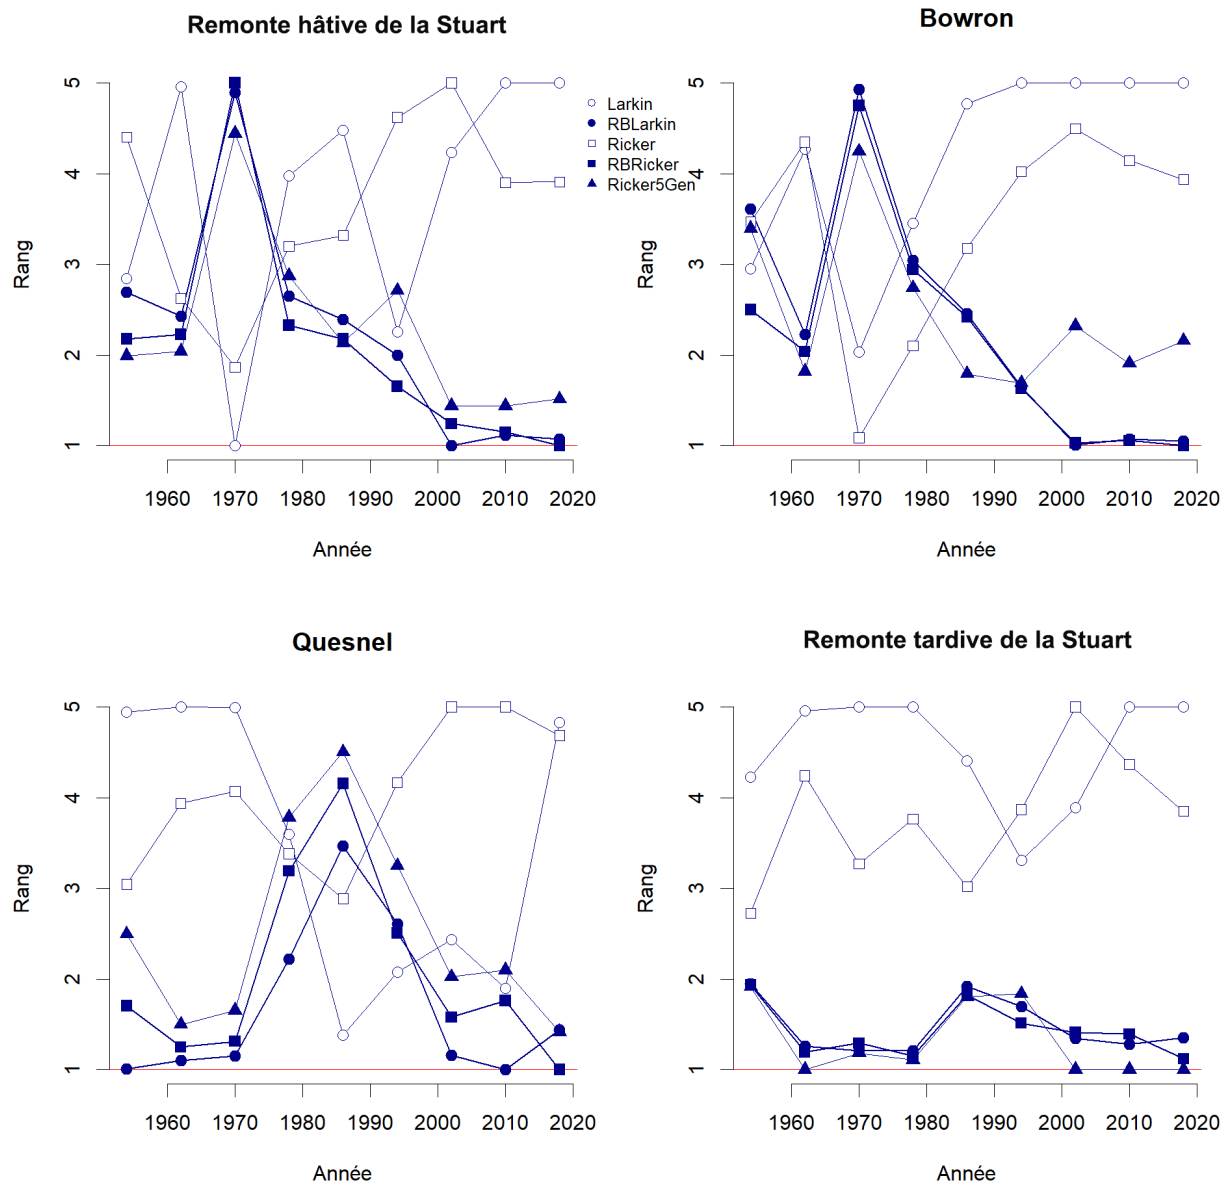 Remonte hâtive de la Stuart
Rang
1
2
3
4
5
1960 1970 1980 1990 2000 2010 2020
Année
Larkin
RBLarkin
Ricker
RBRicker
Ricker5Gen
Bowron
Rang
1
2
3
4
5
1960 1970 1980 1990 2000 2010 2020
Année
Quesnel
Rang
1
2
3
4
5
1960 1970 1980 1990 2000 2010 2020
Année
Remonte tardive de la Stuart
Rang
1
2
3
4
5
1960 1970 1980 1990 2000 2010 2020
Année